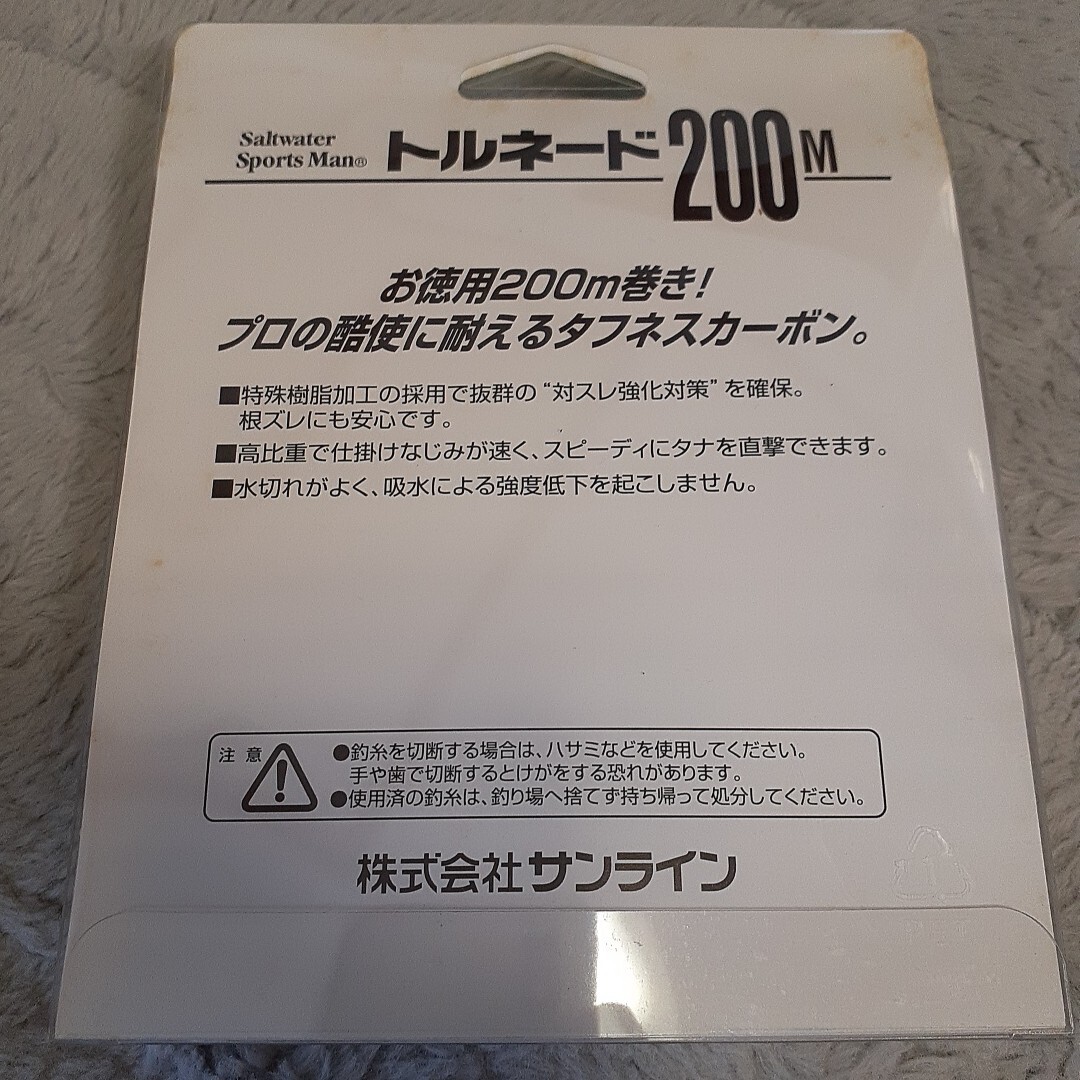 Saltwater
Sports Man® トルネード200M
お徳用200m巻き!
プロの酷使に耐えるタフネスカーボン。
■特殊樹脂加工の採用で抜群の“対スレ強化対策”を確保。
根ズレにも安心です。
■高比重で仕掛けなじみが速く、スピーディにタナを直撃できます。
■水切れがよく、吸水による強度低下を起こしません。
注意
●釣糸を切断する場合は、ハサミなどを使用してください。
手や歯で切断するとけがをする恐れがあります。
●使用済の釣糸は、釣り場へ捨てず持ち帰って処分してください。
株式会社サンライン
1